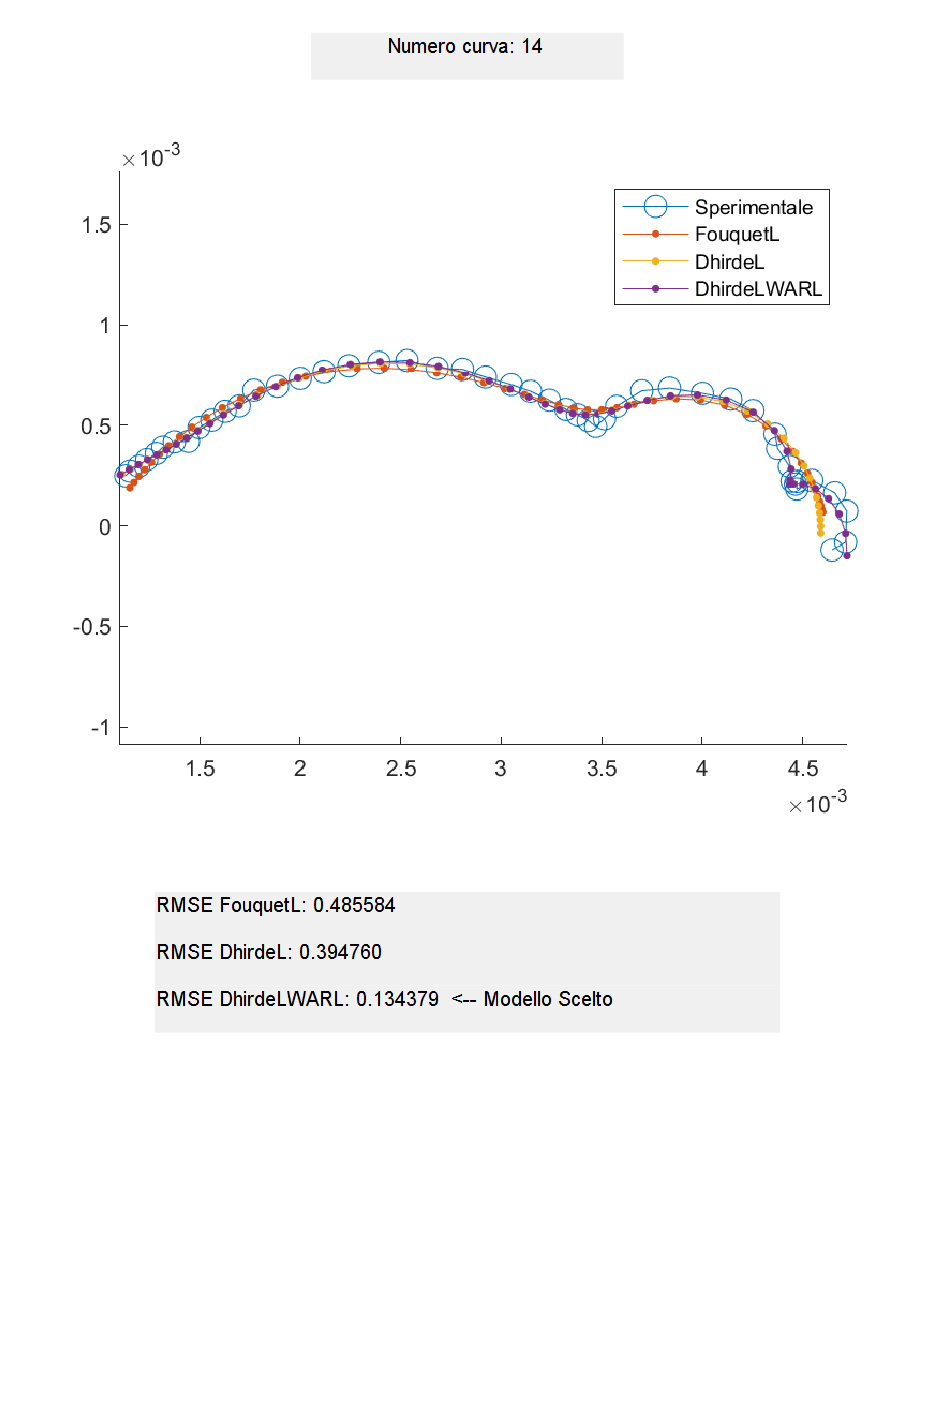 Numero curva: 14
×10-3
1.5
1
0.5
0
-0.5
-1
Sperimentale
FouquetL
DhirdeL
DhirdeLWARL
1.5 2 2.5 3 3.5 4 4.5
×10-3
RMSE FouquetL: 0.485584
RMSE DhirdeL: 0.394760
RMSE DhirdeLWARL: 0.134379 <-- Modello Scelto